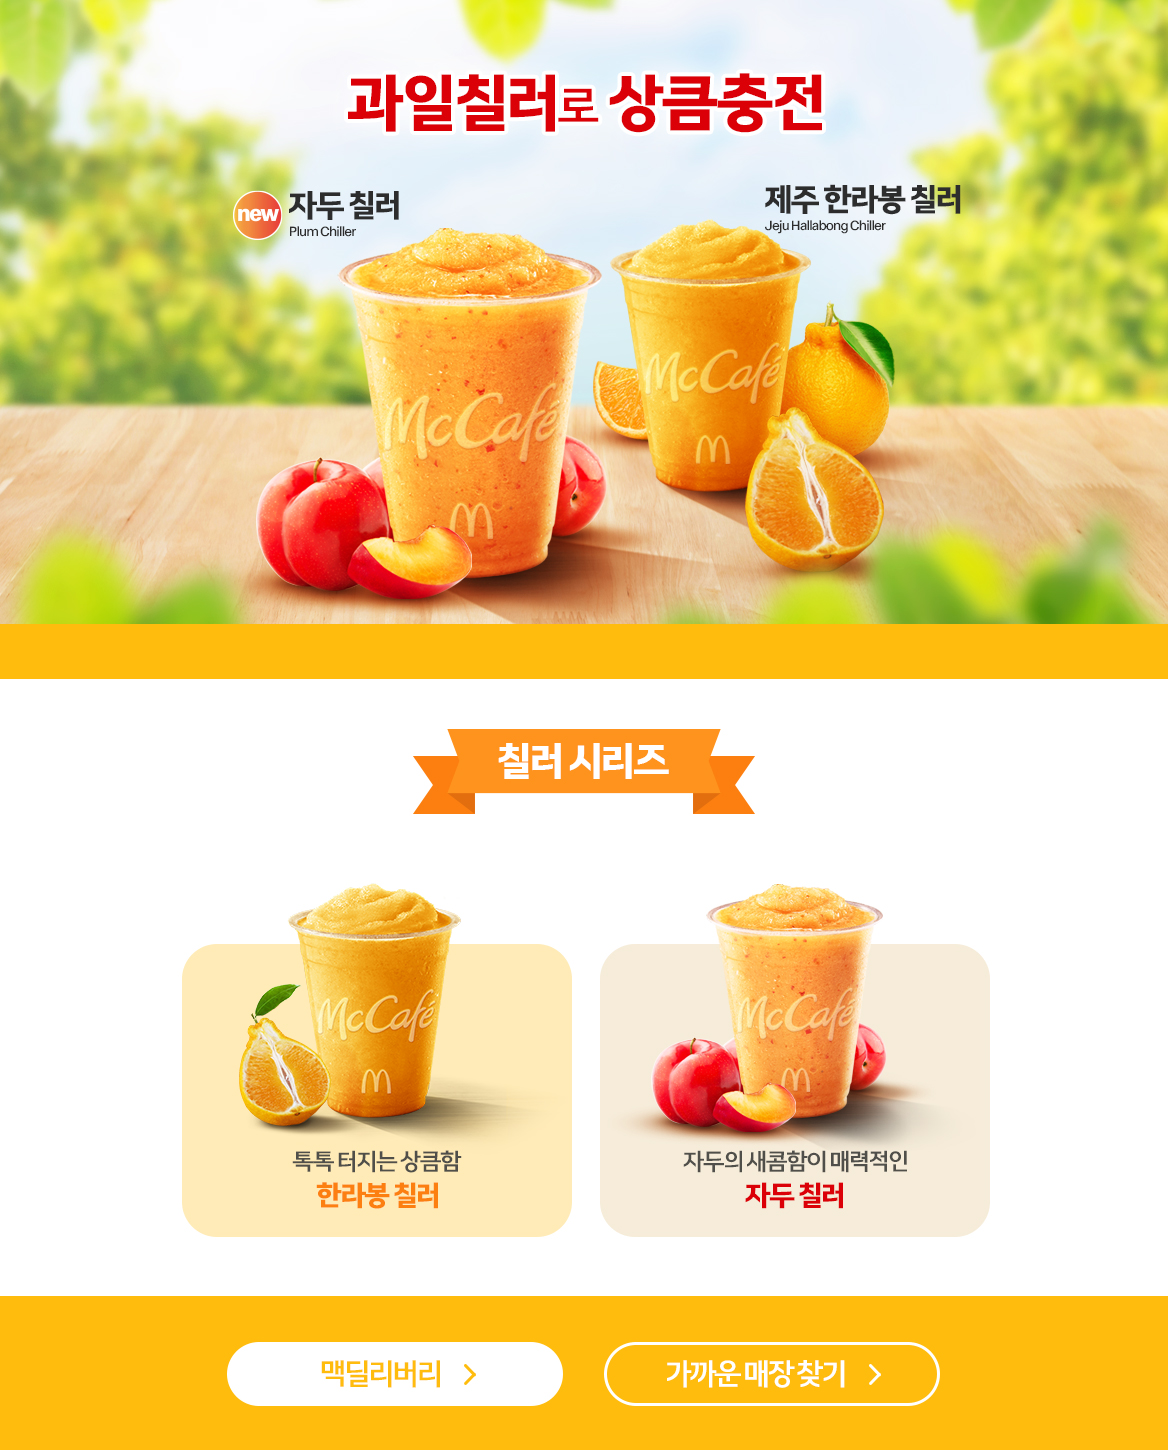 과일칠러로 상큼충전
new 자두 칠러
Plum Chiller
제주 한라봉 칠러
Jeju Hallabong Chiller
McCafé
McCafé
칠러 시리즈
McCafé
톡톡 터지는 상큼함
한라봉 칠러
McCafé
자두의 새콤함이 매력적인
자두 칠러
맥딜리버리 >
가까운 매장 찾기 >